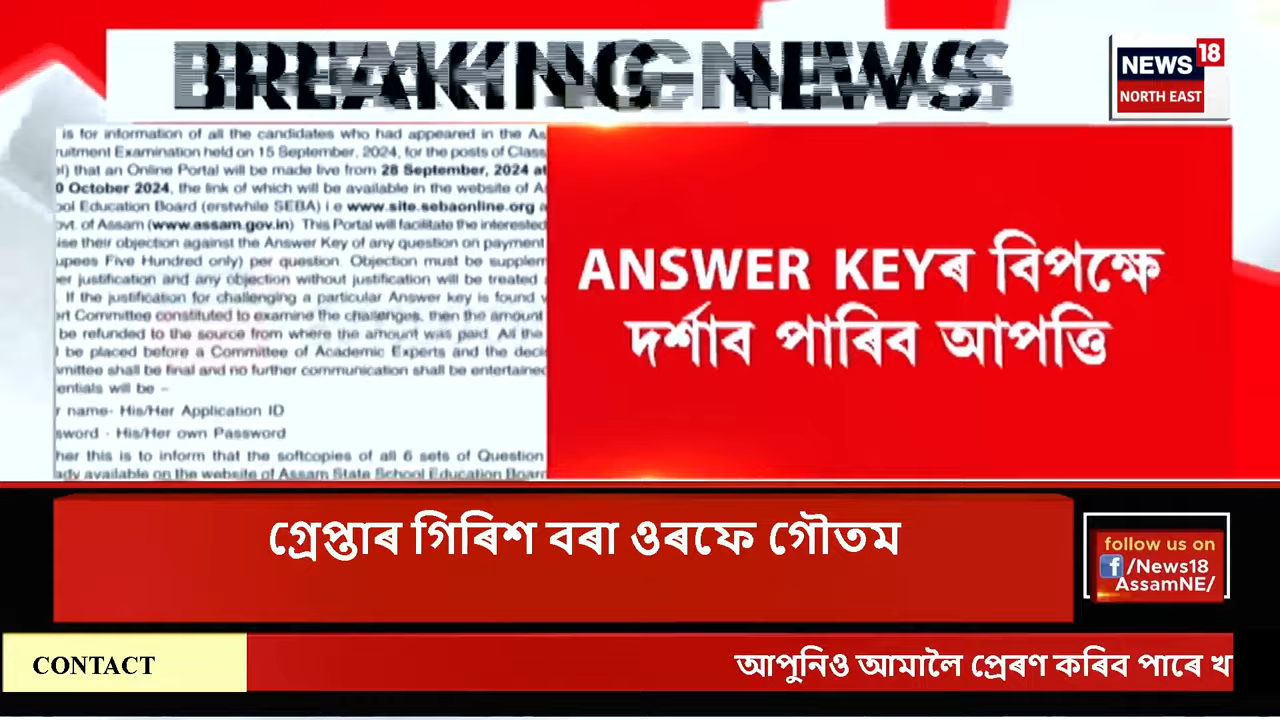 BREAKING NEWS
NEWS 18
NORTH EAST
is for information of all the candidates who had appeared in the As
ruitment Examination held on 15 September, 2024, for the posts of Class
el) that an Online Portal will be made live from 28 September, 2024 at
0 October 2024, the link of which will be available in the website of A
ool Education Board (erstwhile SEBA) i e www.site.sebaonline.org a
ovt. of Assam (www.assam.gov.in). This Portal will facilitate the interested
ise their objection against the Answer Key of any question on payment
upees Five Hundred only) per question. Objection must be supplem
er justification and any objection without justification will be treated
If the justification for challenging a particular Answer key is found v
ert Committee constituted to examine the challenges, then the amount
be refunded to the source from where the amount was paid. All the
l be placed before a Committee of Academic Experts and the deci
mmittee shall be final and no further communication shall be entertained
entials will be –
r name- His/Her Application ID
sword - His/Her own Password
her this is to inform that the softcopies of all 6 sets of Question
ady available on the website of Assam State School Education Board
ANSWER KEYৰ বিপক্ষে
দৰ্শাব পাৰিব আপত্তি
গ্ৰেপ্তাৰ গিৰিশ বৰা ওৰফে গৌতম
follow us on
f /News18
AssamNE/
CONTACT
আপুনিও আমালৈ প্ৰেৰণ কৰিব পাৰে খ